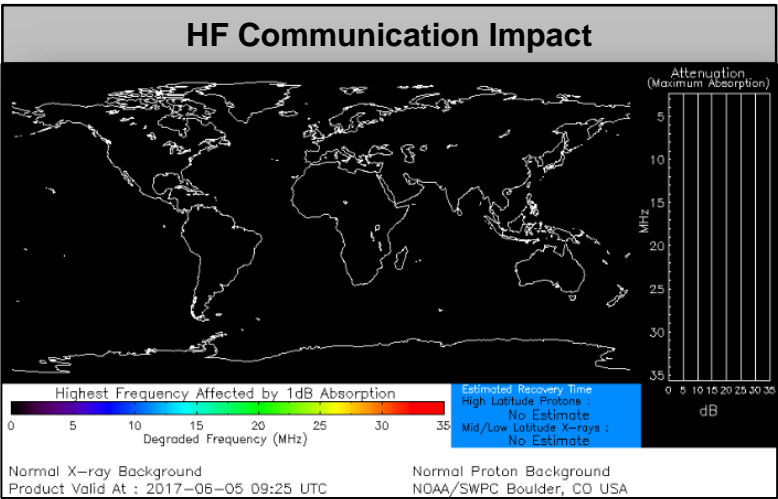 HF Communication Impact
Attenuation
(Maximum Absorption)
5
10
15
20
25
30
35
MHz
0 5 10 15 20 25 30 35
dB
Highest Frequency Affected by 1dB Absorption
0 5 10 15 20 25 30 35
Degraded Frequency (MHz)
Estimated Recovery Time
High Latitude Protons :
No Estimate
Mid/Low Latitude X-rays :
No Estimate
Normal X-ray Background
Product Valid At : 2017-06-05 09:25 UTC
Normal Proton Background
NOAA/SWPC Boulder, CO USA